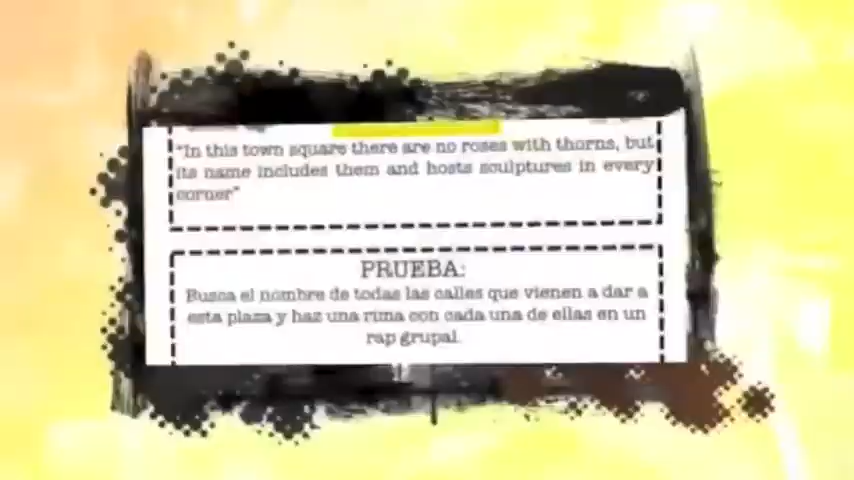 "In this town square there are no roses with thorns, but
its name includes them and hosts sculptures in every
corner"
PRUEBA:
Busca el nombre de todas las calles que vienen a dar a
esta plaza y haz una rima con cada una de ellas en un
rap grupal.